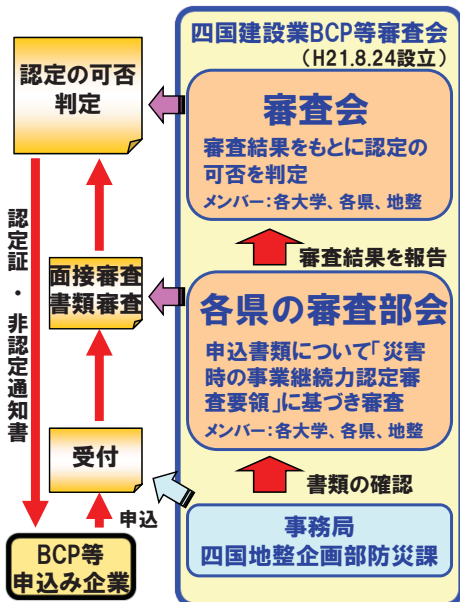 四国建設業BCP等審査会
（H21.8.24設立）
認定の可否
判定
審査会
審査結果をもとに認定の
可否を判定
メンバー：各大学、各県、地整
審査結果を報告
認定証・非認定通知書
面接審査
書類審査
各県の審査部会
申込書類について「災害
時の事業継続力認定審
査要領」に基づき審査
メンバー：各大学、各県、地整
受付
書類の確認
申込
事務局
四国地整企画部防災課
BCP等
申込み企業